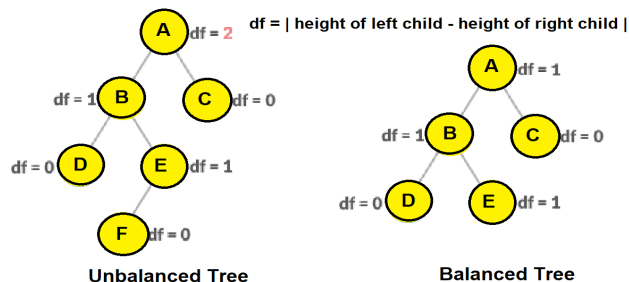 df = | height of left child - height of right child |
A
df = 2
df = 1
B
C
df = 0
df = 0
D
E
df = 1
F
df = 0
Unbalanced Tree
A
df = 1
df = 1
B
C
df = 0
df = 0
D
E
df = 1
Balanced Tree